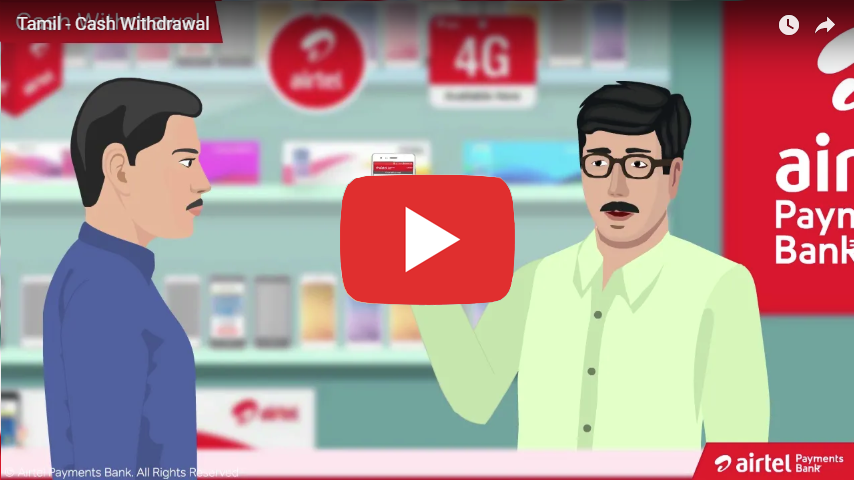 Tamil - Cash Withdrawal
airtel
4G
Available Here
airtel
Payments
Bank
airtel
© Airtel Payments Bank. All Rights Reserved
airtel Payments
Bank